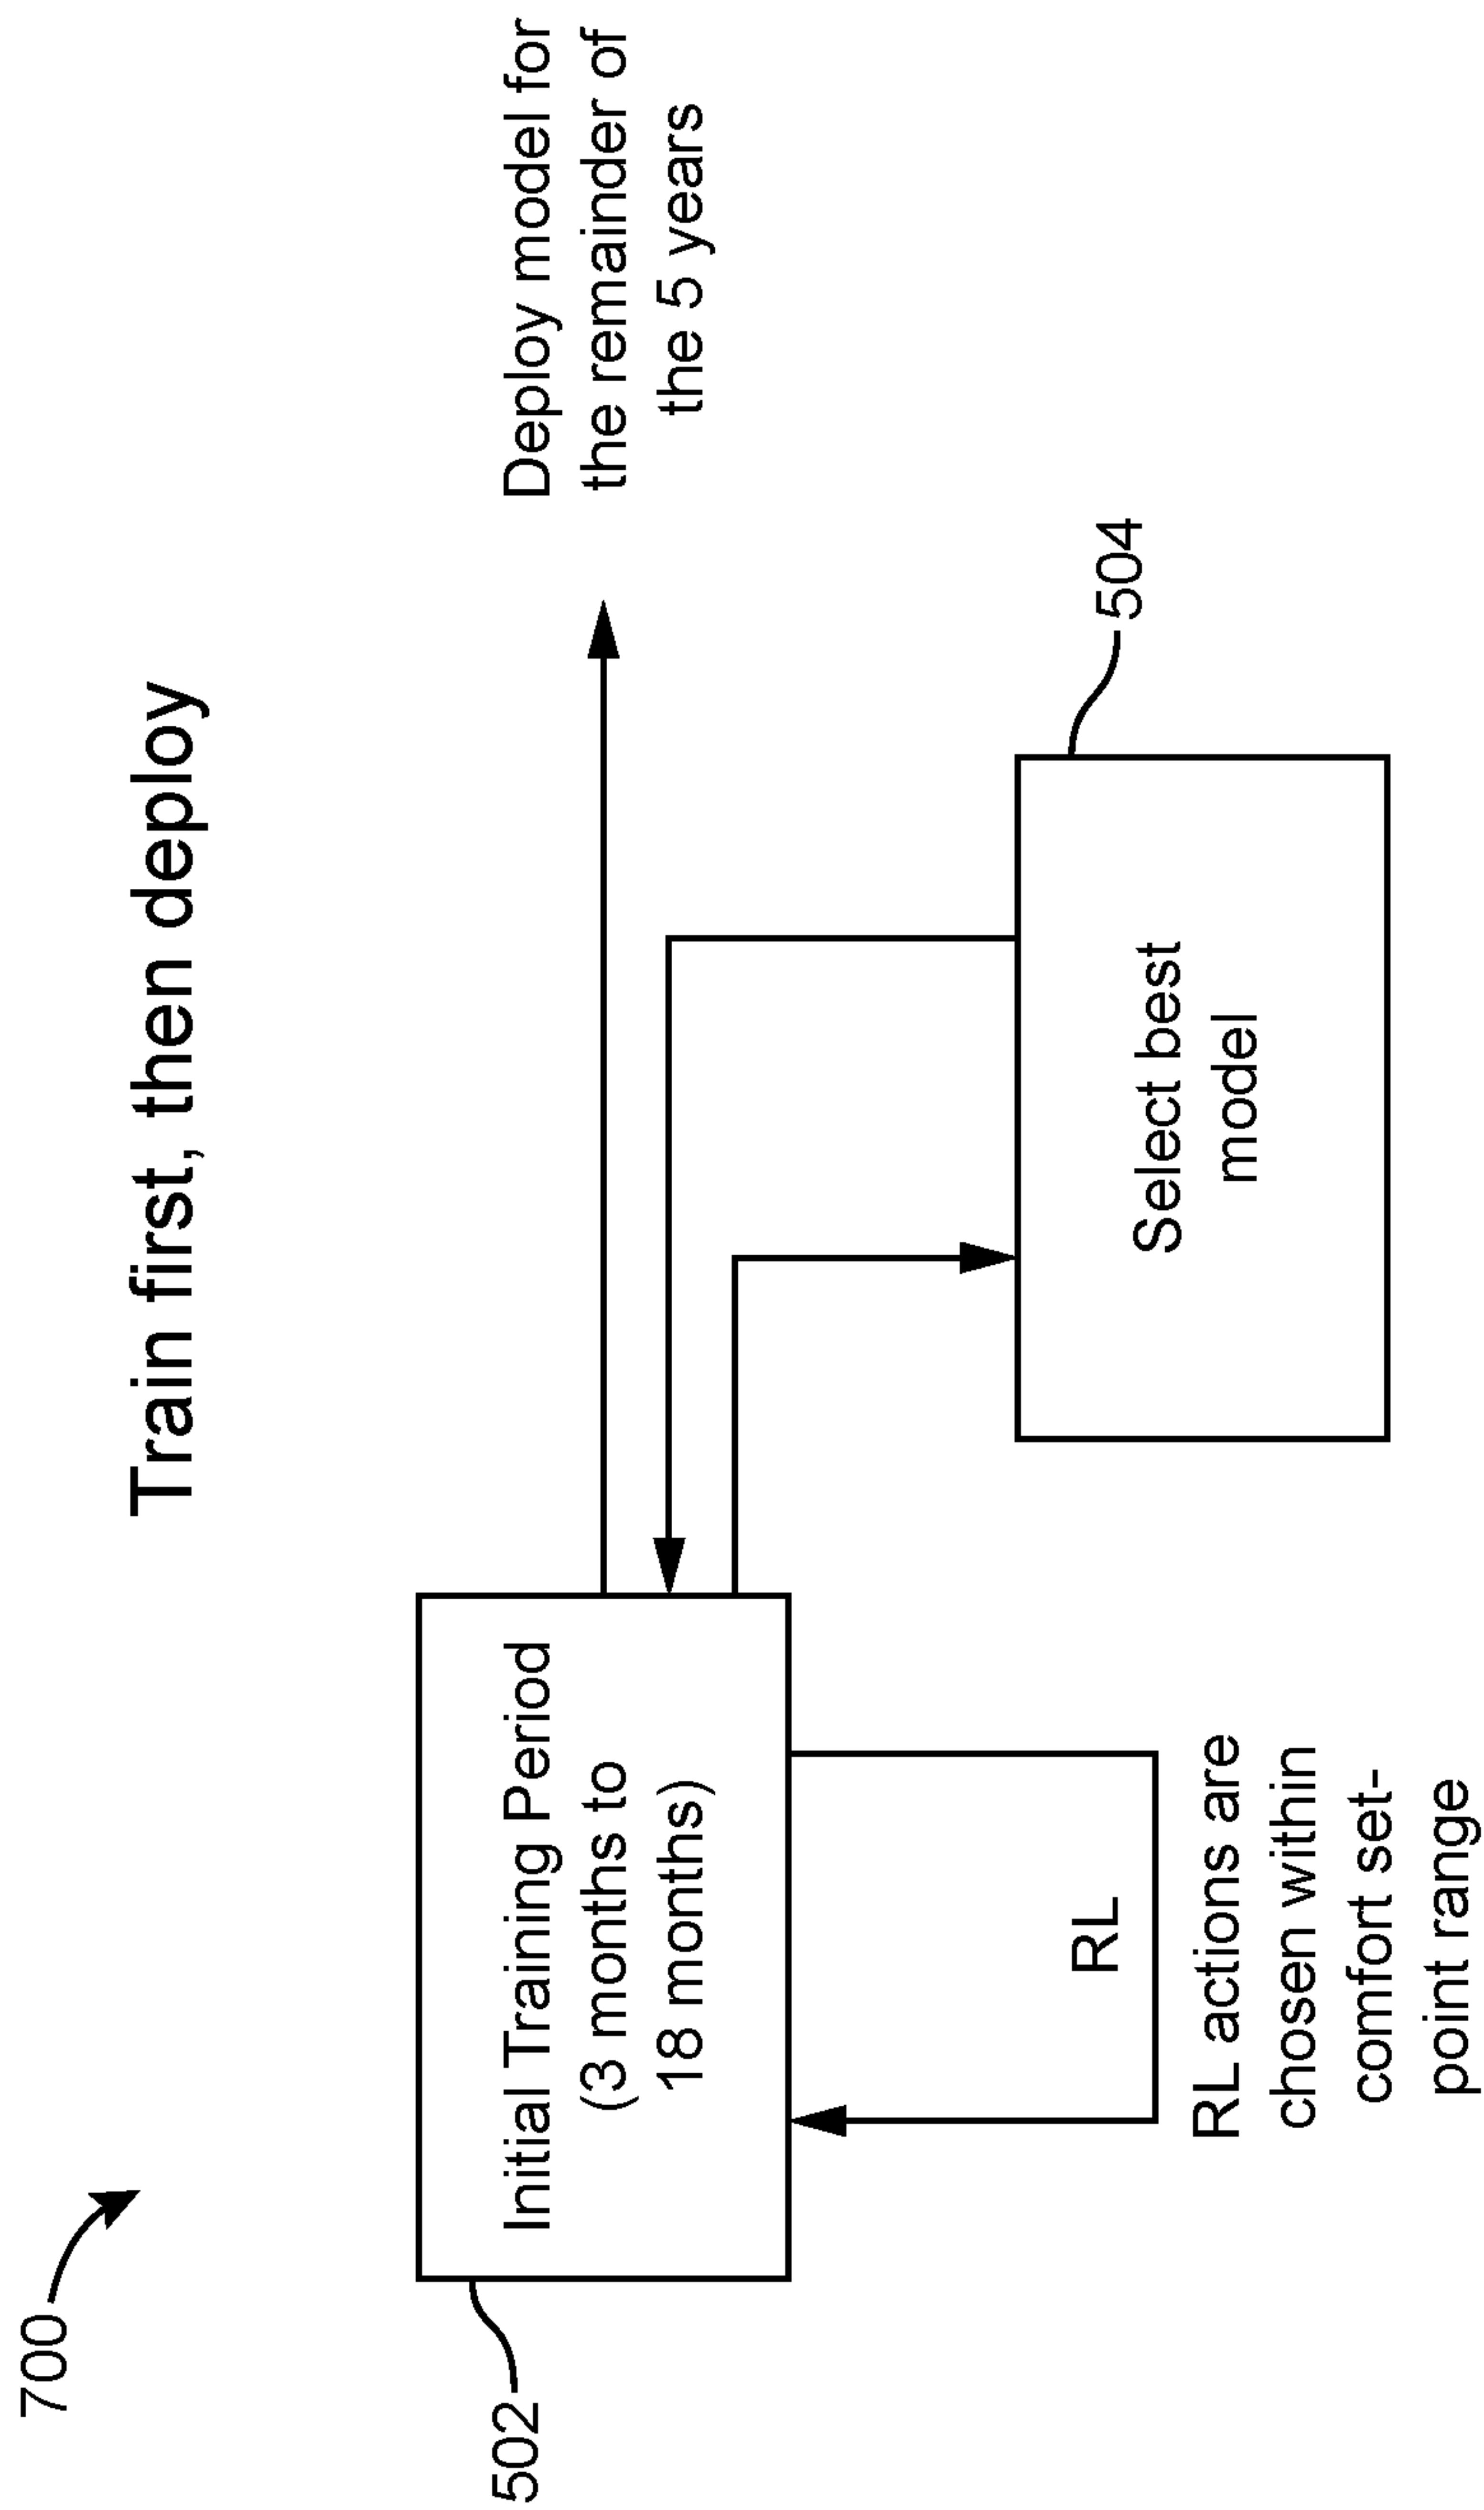 700
Train first, then deploy
502
Initial Training Period
(3 months to
18 months)
Deploy model for
the remainder of
the 5 years
RL
RL actions are
chosen within
comfort set-
point range
504
Select best
model